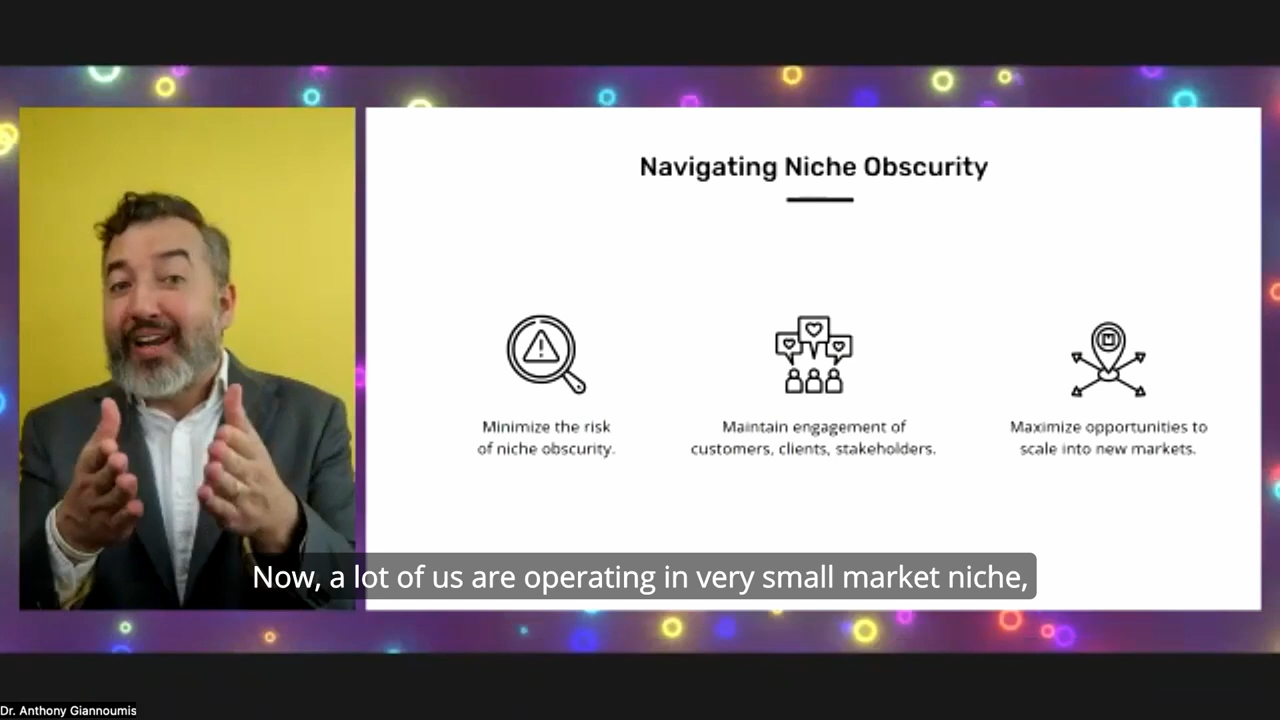 Navigating Niche Obscurity
Minimize the risk
of niche obscurity.
Maintain engagement of
customers, clients, stakeholders.
Maximize opportunities to
scale into new markets.
Now, a lot of us are operating in very small market niche,
Dr. Anthony Giannoumis